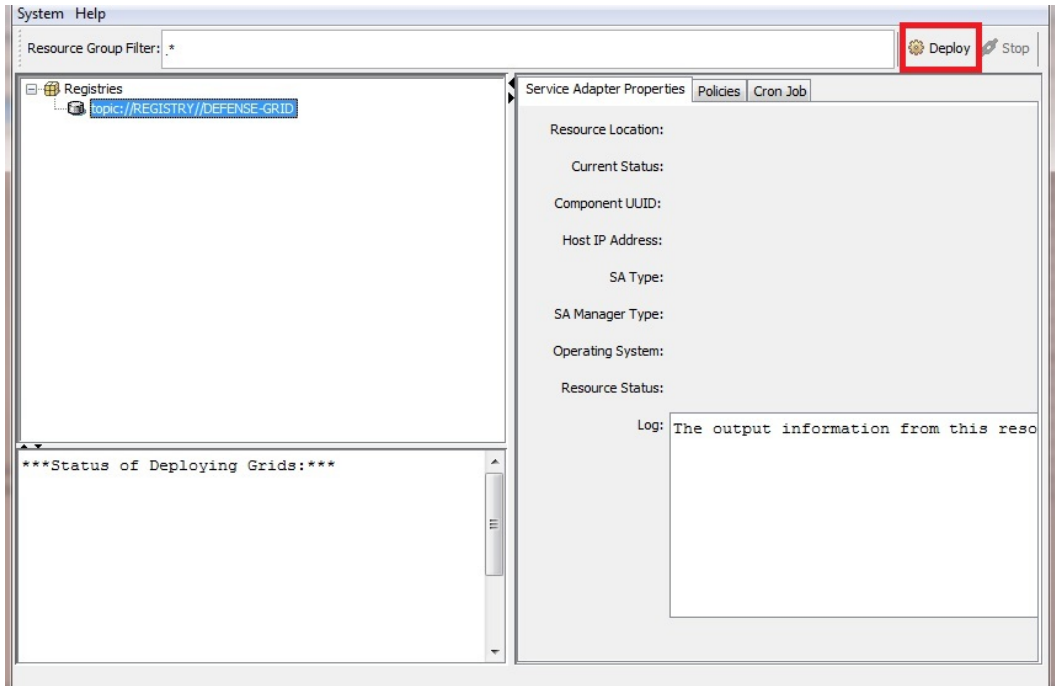 System Help
Resource Group Filter: .*
Deploy Stop
Registries
topic://REGISTRY//DEFENSE-GRID
Service Adapter Properties Policies Cron Job
Resource Location:
Current Status:
Component UUID:
Host IP Address:
SA Type:
SA Manager Type:
Operating System:
Resource Status:
Log: The output information from this reso
***Status of Deploying Grids:***